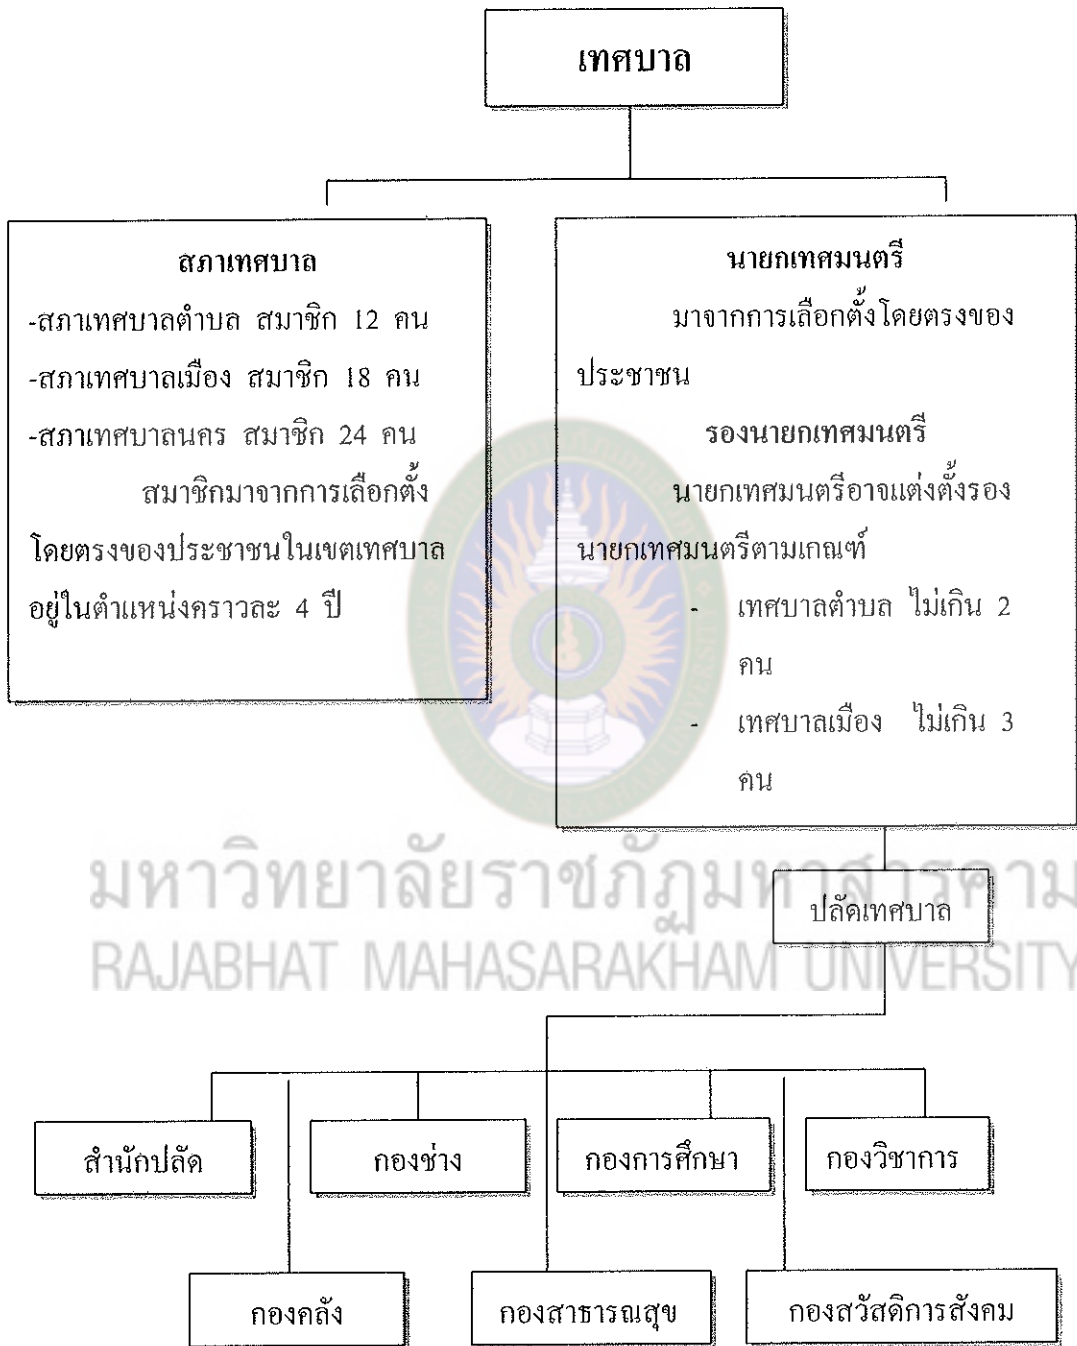 เทศบาล
สภาเทศบาล
-สภาเทศบาลตำบล สมาชิก 12 คน
-สภาเทศบาลเมือง สมาชิก 18 คน
-สภาเทศบาลนคร สมาชิก 24 คน
สมาชิกมาจากการเลือกตั้ง
โดยตรงของประชาชนในเขตเทศบาล
อยู่ในตำแหน่งคราวละ 4 ปี
นายกเทศมนตรี
มาจากการเลือกตั้งโดยตรงของ
ประชาชน
รองนายกเทศมนตรี
นายกเทศมนตรีอาจแต่งตั้งรอง
นายกเทศมนตรีตามเกณฑ์
- เทศบาลตำบล ไม่เกิน 2
คน
- เทศบาลเมือง ไม่เกิน 3
คน
มหาวิทยาลัยราชภัฏมหาสารคาม
RAJABHAT MAHASARAKHAM UNIVERSITY
ปลัดเทศบาล
สำนักปลัด
กองช่าง
กองการศึกษา
กองวิชาการ
กองคลัง
กองสาธารณสุข
กองสวัสดิการสังคม